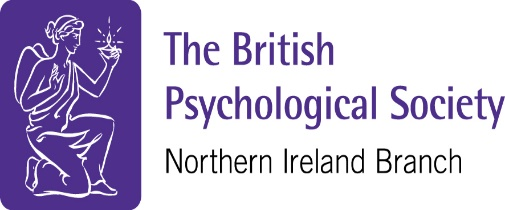 The British
Psychological Society
Northern Ireland Branch